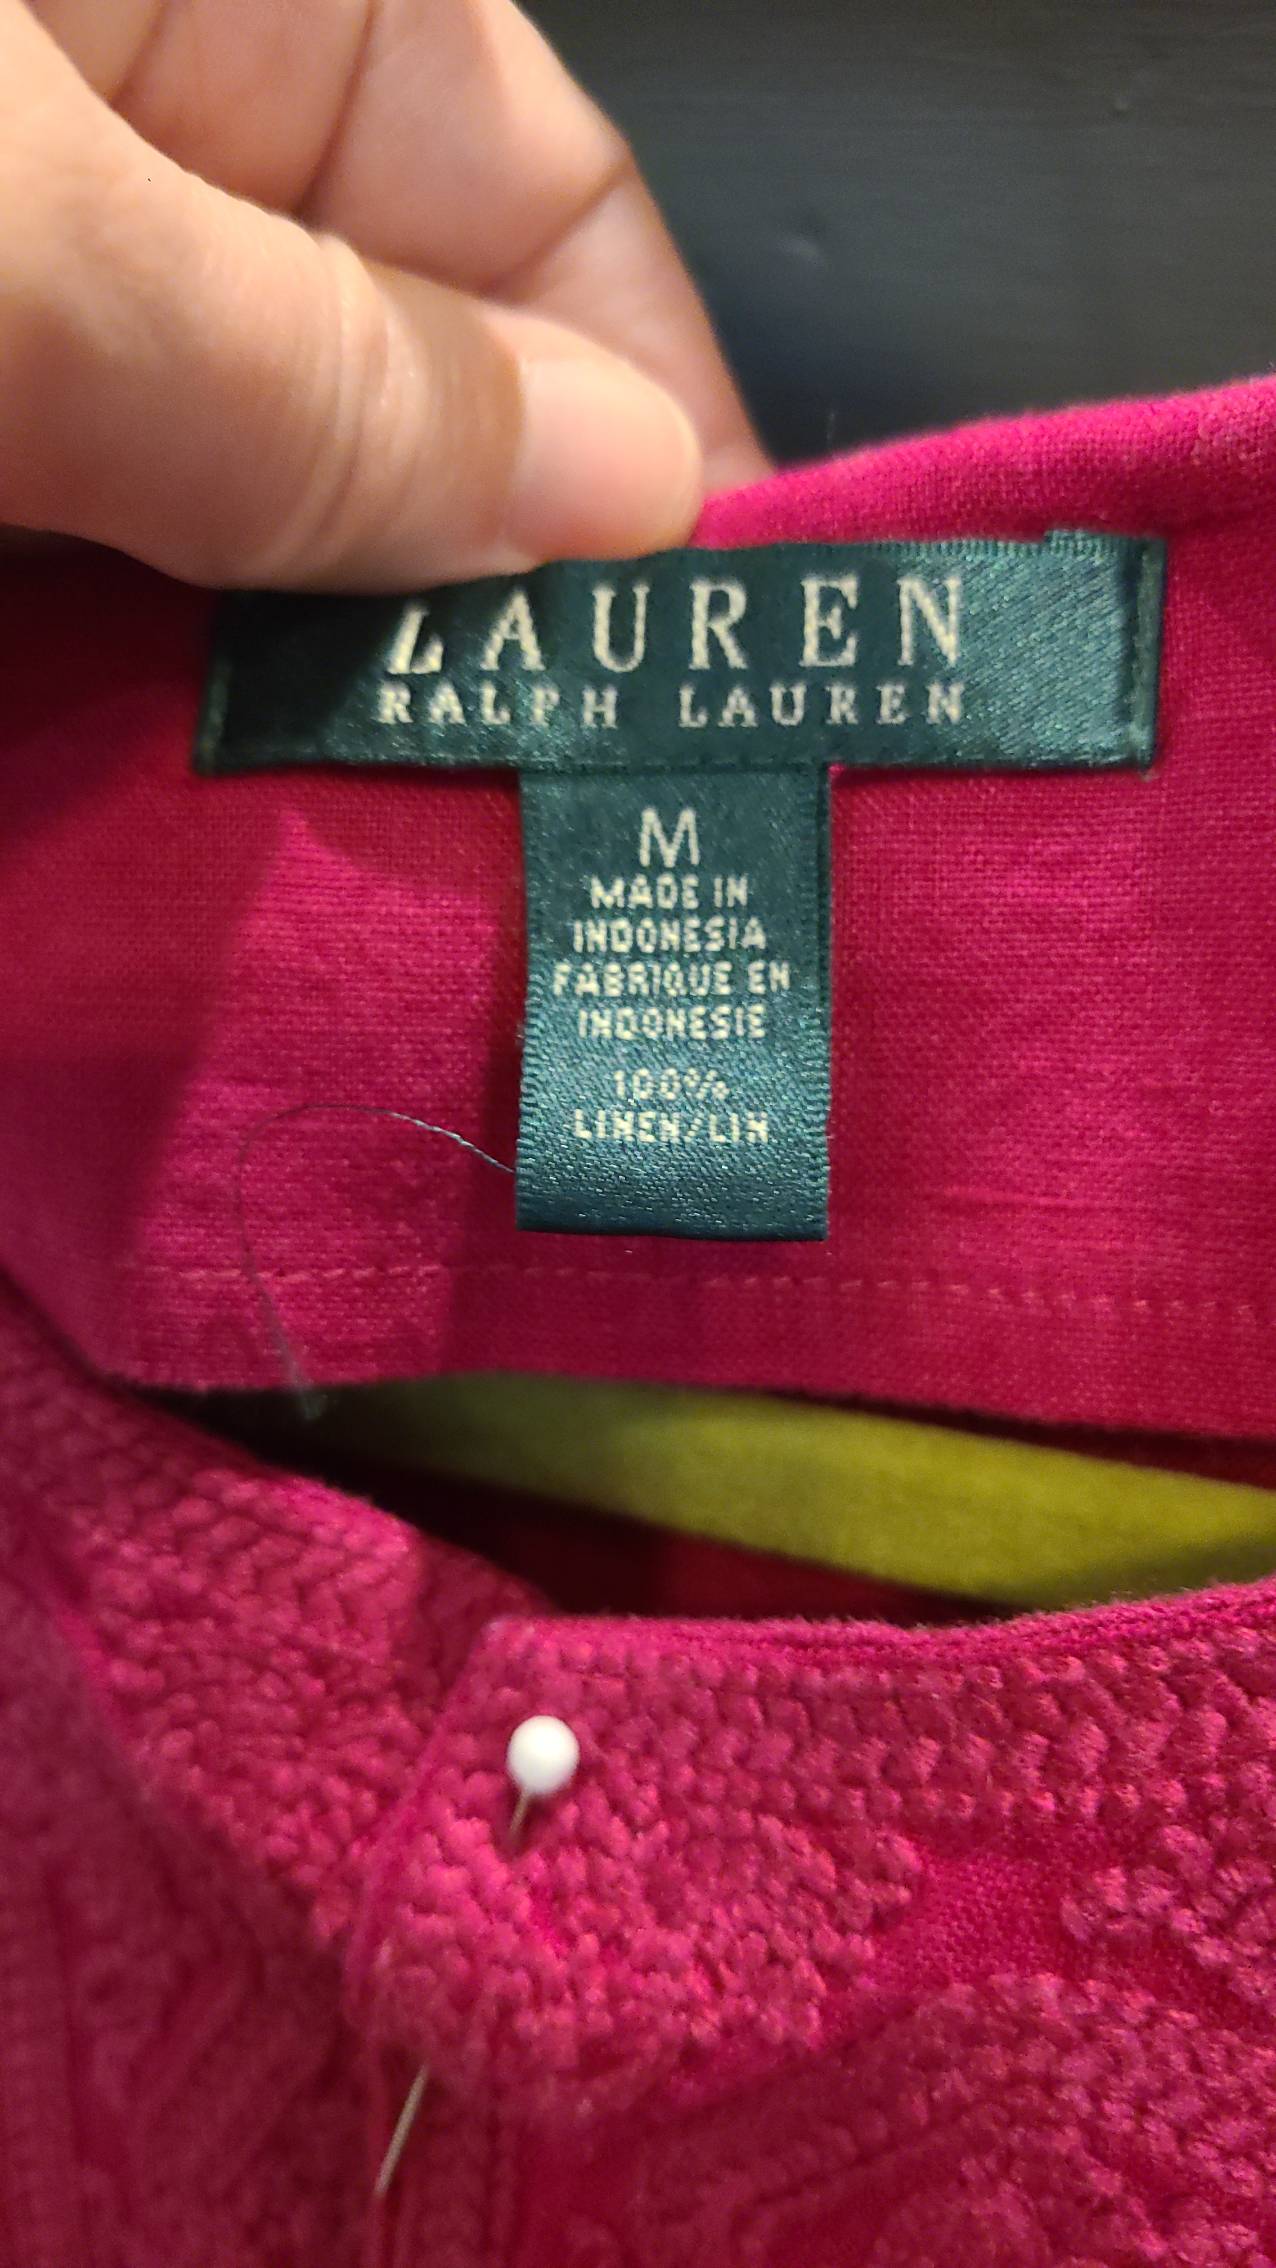 LAUREN
RALPH LAUREN
M
MADE IN
INDONESIA
FABRIQUE EN
INDONESIE
100%
LINEN/LIN